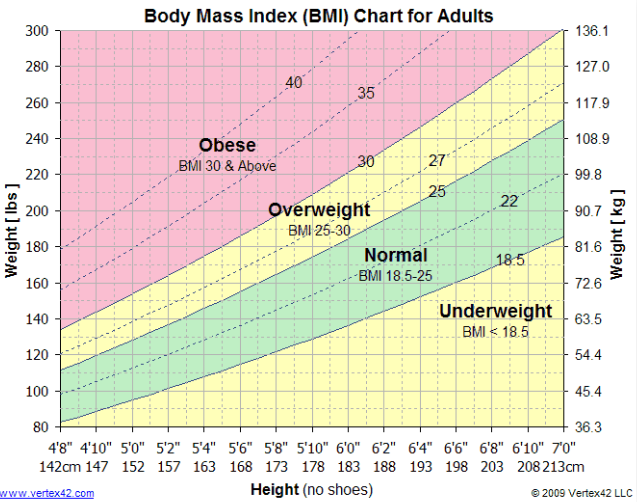 Body Mass Index (BMI) Chart for Adults
300 136.1
280 127.0
260 117.9
240 108.9
220 99.8
200 90.7
180 81.6
160 72.6
140 63.5
120 54.4
100 45.4
80 36.3
Weight [ lbs ]
Weight [ kg ]
40
35
Obese
BMI 30 & Above
30
27
25
Overweight
BMI 25-30
22
Normal
BMI 18.5-25
18.5
Underweight
BMI < 18.5
4'8" 4'10" 5'0" 5'2" 5'4" 5'6" 5'8" 5'10" 6'0" 6'2" 6'4" 6'6" 6'8" 6'10" 7'0"
142cm 147 152 157 163 168 173 178 183 188 193 198 203 208 213cm
Height (no shoes)
www.vertex42.com
© 2009 Vertex42 LLC